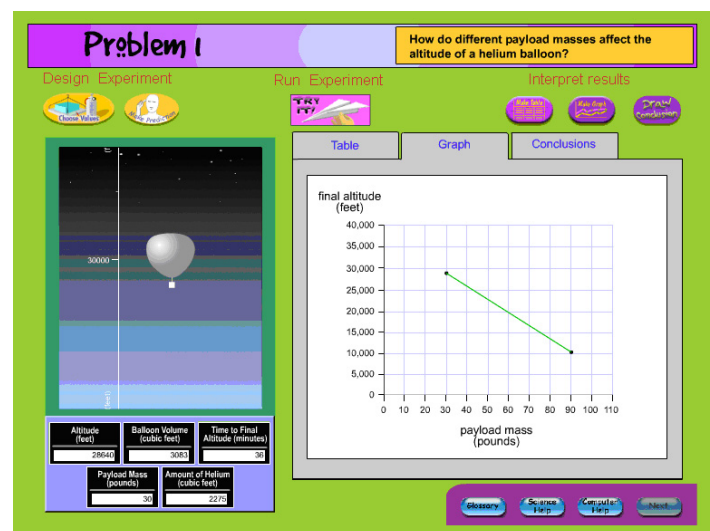 Problem 1
How do different payload masses affect the
altitude of a helium balloon?
Design Experiment
Run Experiment
Interpret results
Choose Values
Make Prediction
TRY
IT!
Make Table
Make Graph
Draw
Conclusion
Table
Graph
Conclusions
30000
(feet)
final altitude
(feet)
40,000
35,000
30,000
25,000
20,000
15,000
10,000
5,000
0
0 10 20 30 40 50 60 70 80 90 100 110
payload mass
(pounds)
Altitude
(feet)
28640
Balloon Volume
(cubic feet)
3083
Time to Final
Altitude (minutes)
36
Payload Mass
(pounds)
30
Amount of Helium
(cubic feet)
2275
Glossary
Science
Help
Computer
Help
Next